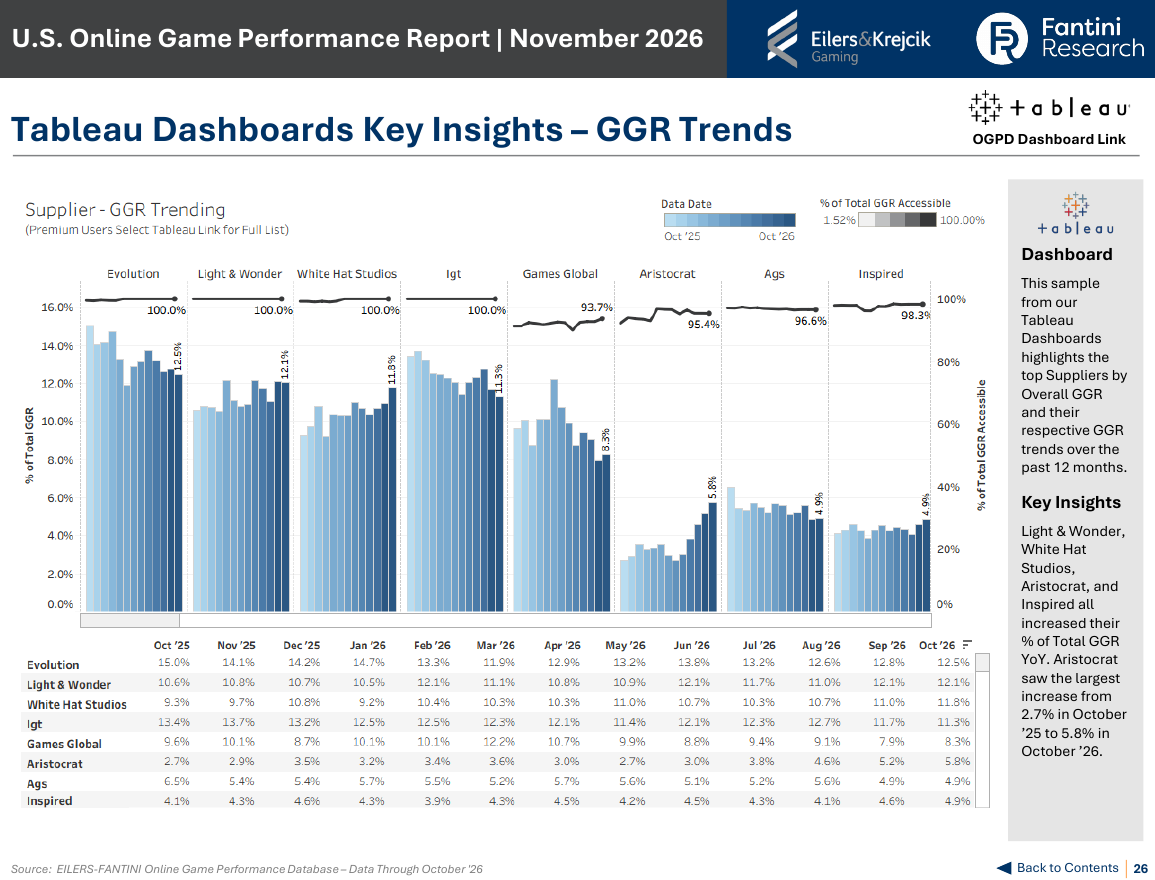 U.S. Online Game Performance Report | November 2026
Eilers&Krejcik
Gaming
Fantini
Research
Tableau Dashboards Key Insights – GGR Trends
+ a b l e a u
OGPD Dashboard Link
Supplier - GGR Trending
(Premium Users Select Tableau Link for Full List)
Data Date
Oct '25 Oct '26
% of Total GGR Accessible
1.52% 100.00%
Evolution Light & Wonder White Hat Studios Igt Games Global Aristocrat Ags Inspired
16.0%
14.0%
12.0%
10.0%
8.0%
6.0%
4.0%
2.0%
0.0%
% of Total GGR
100.0% 100.0% 100.0% 100.0% 93.7% 95.4% 96.6% 98.3%
12.5% 12.1% 11.8% 11.3% 8.3% 5.8% 4.9% 4.9%
100%
80%
60%
40%
20%
0%
% of Total GGR Accessible
Oct '25 Nov '25 Dec '25 Jan '26 Feb '26 Mar '26 Apr '26 May '26 Jun '26 Jul '26 Aug '26 Sep '26 Oct '26
Evolution 15.0% 14.1% 14.2% 14.7% 13.3% 11.9% 12.9% 13.2% 13.8% 13.2% 12.6% 12.8% 12.5%
Light & Wonder 10.6% 10.8% 10.7% 10.5% 12.1% 11.1% 10.8% 10.9% 12.1% 11.7% 11.0% 12.1% 12.1%
White Hat Studios 9.3% 9.7% 10.8% 9.2% 10.4% 10.3% 10.3% 11.0% 10.7% 10.3% 10.7% 11.0% 11.8%
Igt 13.4% 13.7% 13.2% 12.5% 12.5% 12.3% 12.1% 11.4% 12.1% 12.3% 12.7% 11.7% 11.3%
Games Global 9.6% 10.1% 8.7% 10.1% 10.1% 12.2% 10.7% 9.9% 8.8% 9.4% 9.1% 7.9% 8.3%
Aristocrat 2.7% 2.9% 3.5% 3.2% 3.4% 3.6% 3.0% 2.7% 3.0% 3.8% 4.6% 5.2% 5.8%
Ags 6.5% 5.4% 5.4% 5.7% 5.5% 5.2% 5.7% 5.6% 5.1% 5.2% 5.6% 4.9% 4.9%
Inspired 4.1% 4.3% 4.6% 4.3% 3.9% 4.3% 4.5% 4.2% 4.5% 4.3% 4.1% 4.6% 4.9%
+ a b l e a u
Dashboard
This sample
from our
Tableau
Dashboards
highlights the
top Suppliers by
Overall GGR
and their
respective GGR
trends over the
past 12 months.
Key Insights
Light & Wonder,
White Hat
Studios,
Aristocrat, and
Inspired all
increased their
% of Total GGR
YoY. Aristocrat
saw the largest
increase from
2.7% in October
'25 to 5.8% in
October '26.
Source: EILERS-FANTINI Online Game Performance Database – Data Through October '26
Back to Contents | 26